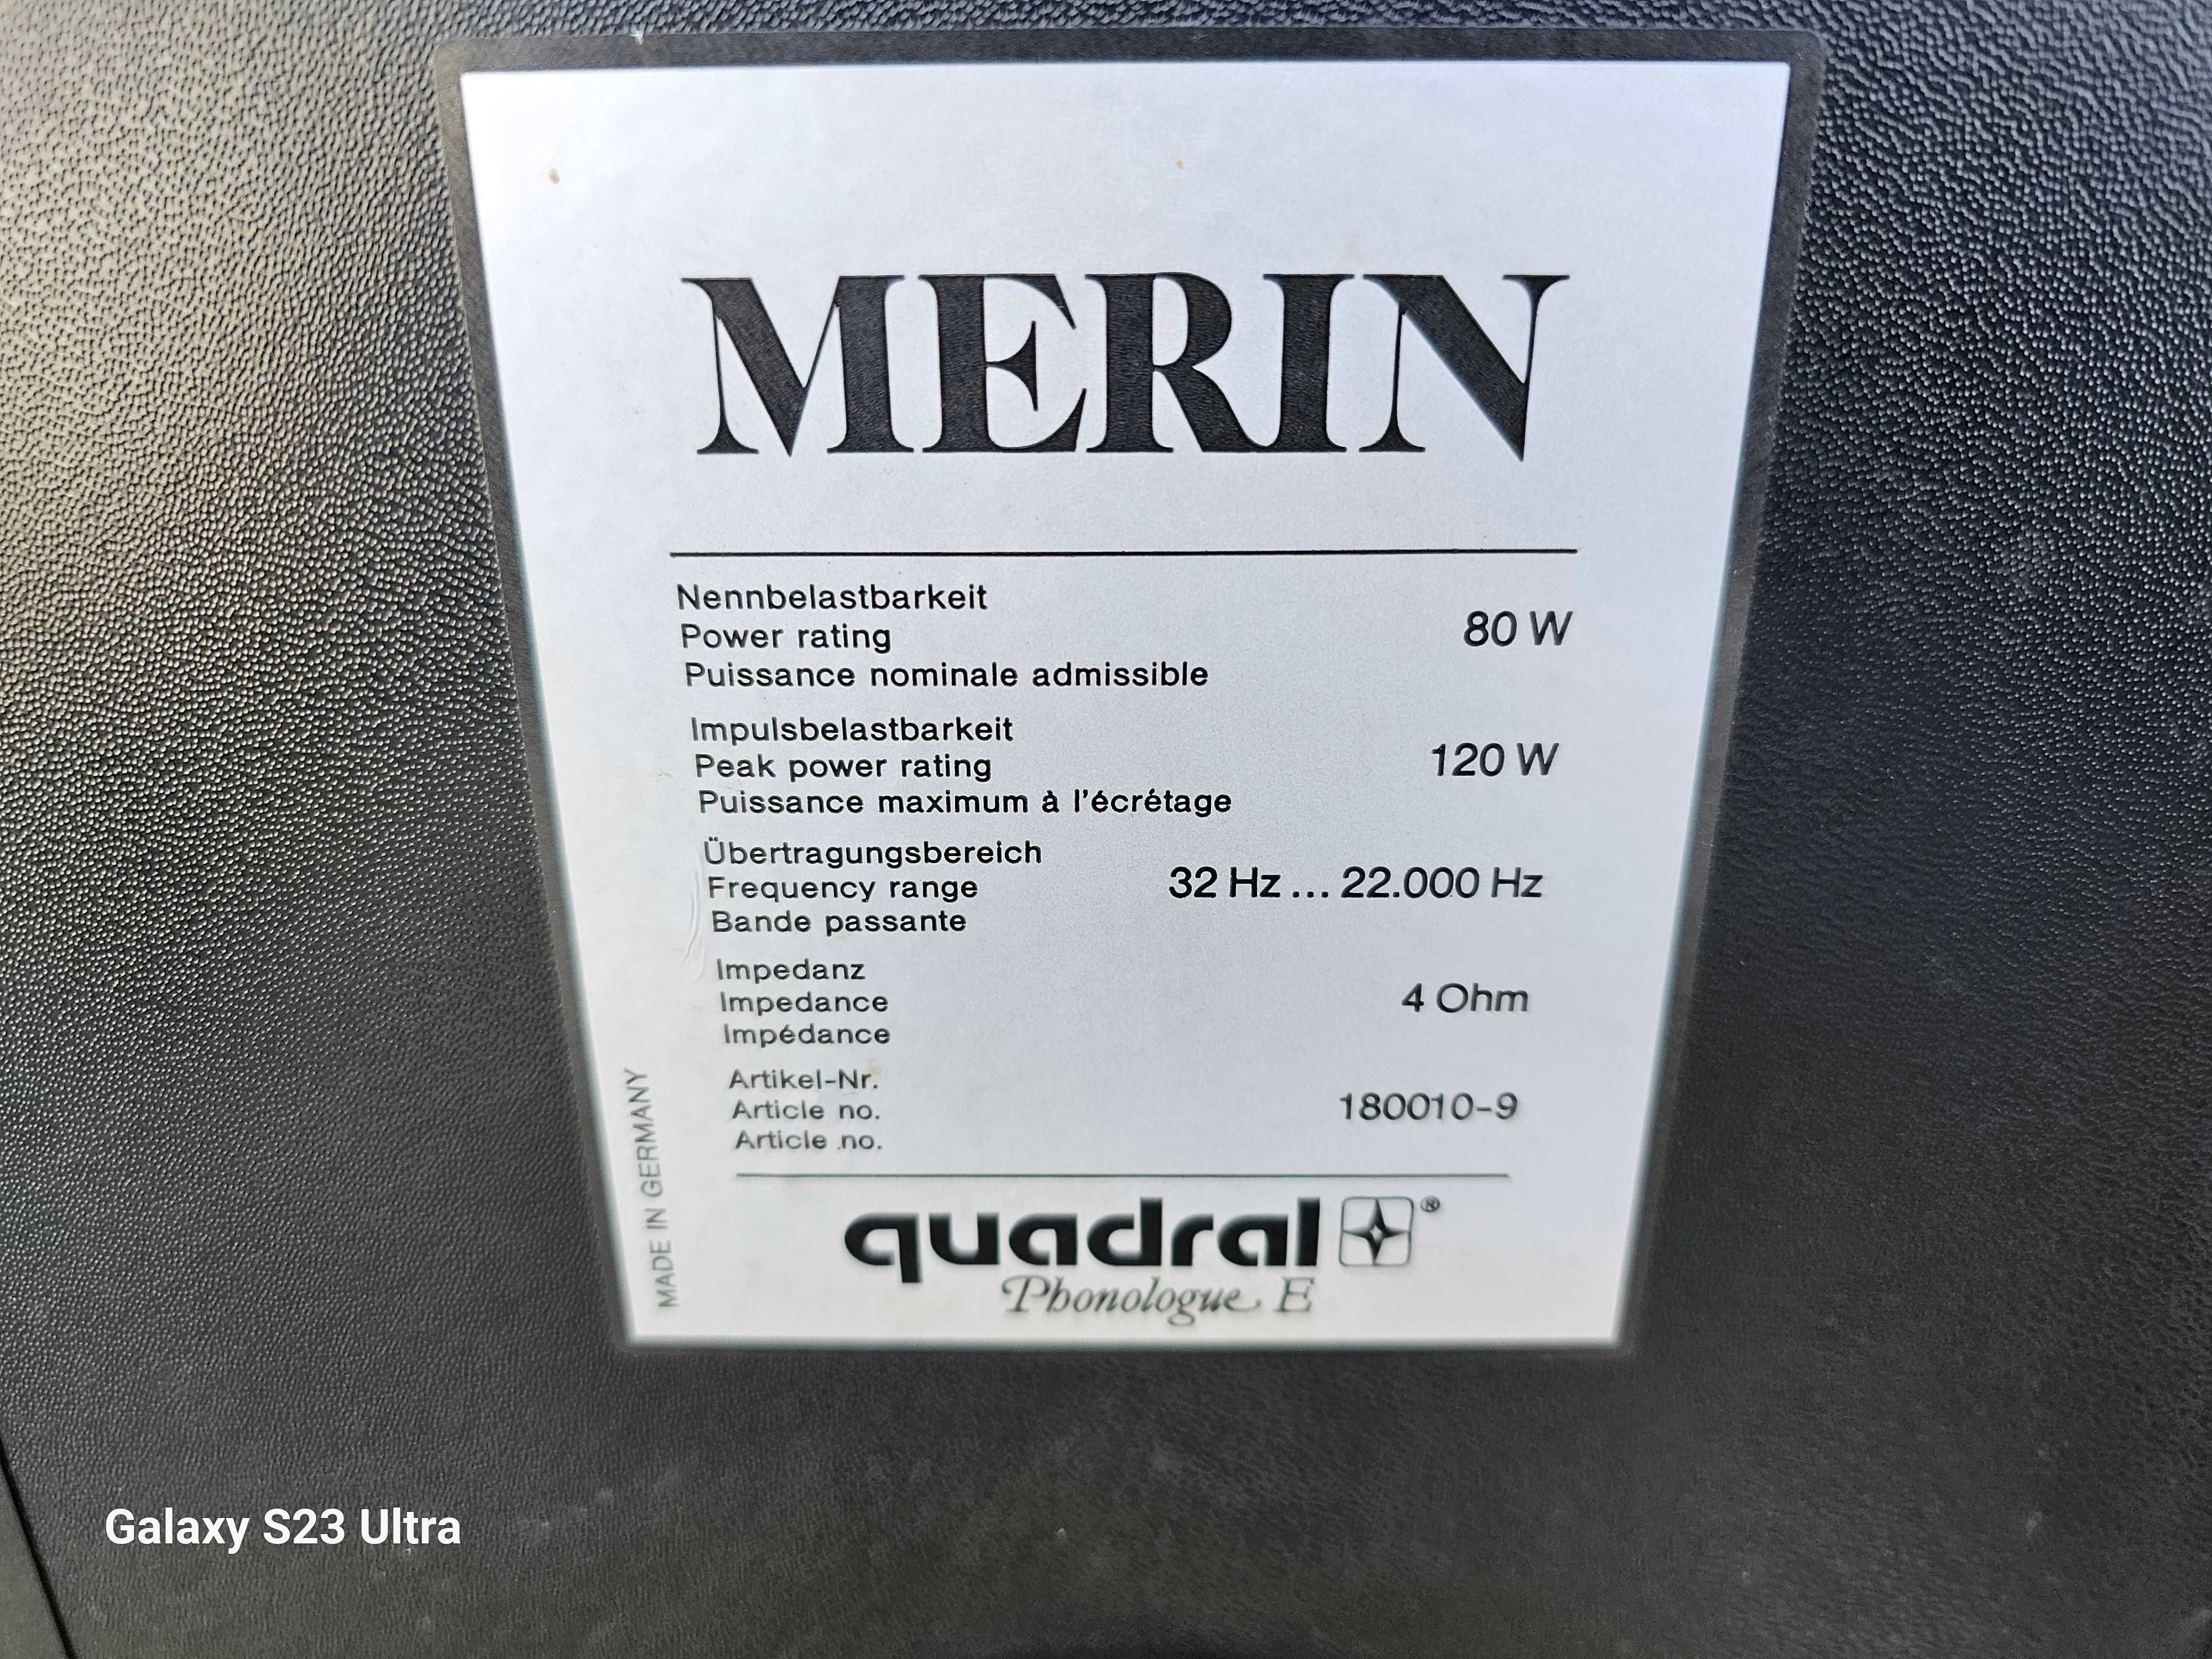 MERIN
Nennbelastbarkeit
Power rating
Puissance nominale admissible
80 W
Impulsbelastbarkeit
Peak power rating
Puissance maximum à l'écrétage
120 W
Übertragungsbereich
Frequency range
Bande passante
32 Hz ... 22.000 Hz
Impedanz
Impedance
Impédance
4 Ohm
Artikel-Nr.
Article no.
Article no.
180010-9
MADE IN GERMANY
quadral ®
Phonologue E
Galaxy S23 Ultra